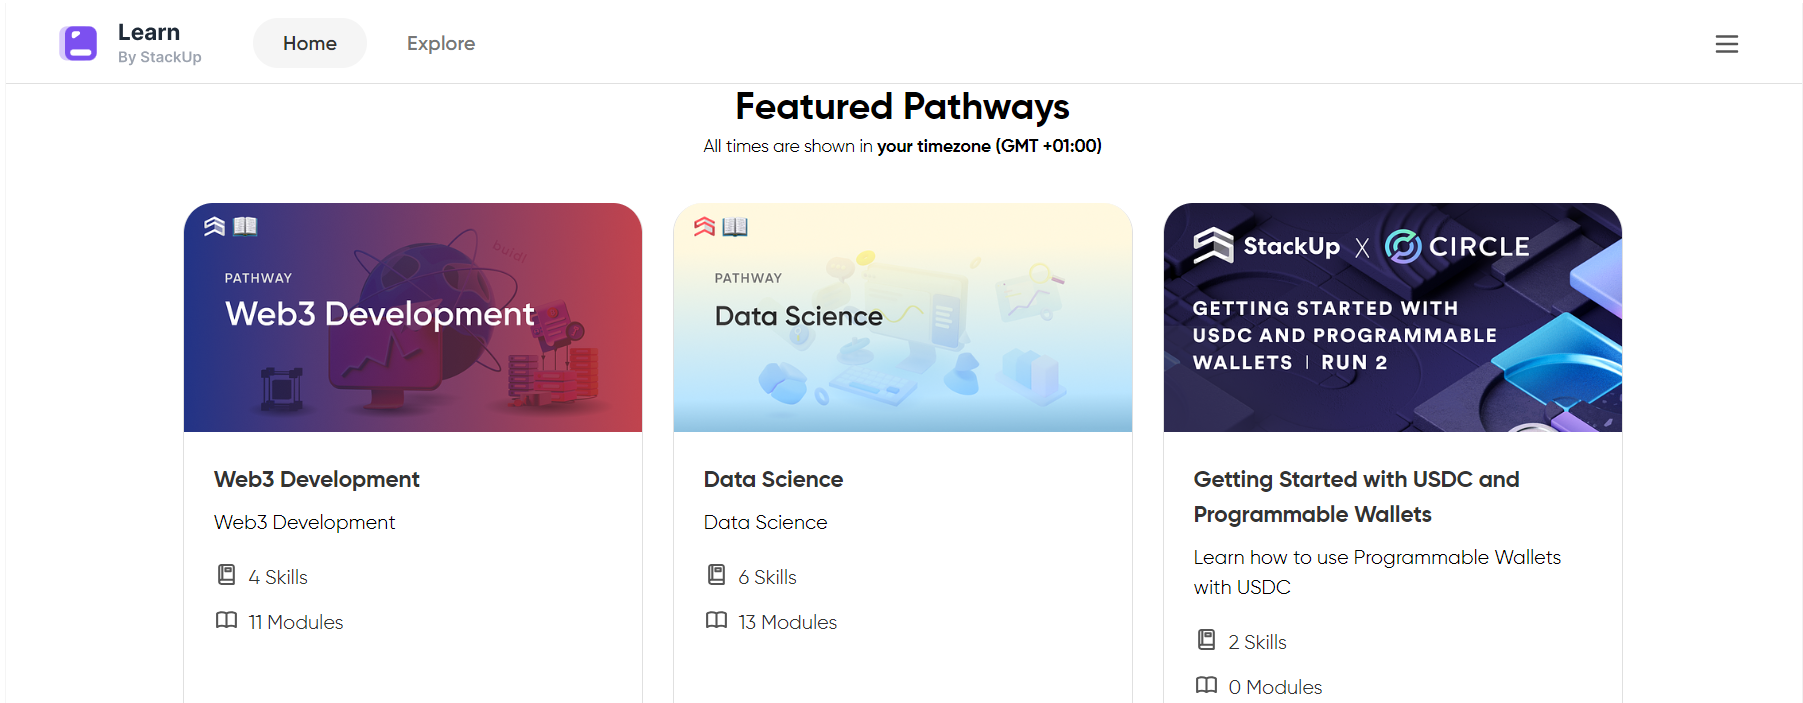 Learn
By StackUp
Home
Explore
Featured Pathways
All times are shown in your timezone (GMT +01:00)
PATHWAY
Web3 Development
buidl
Web3 Development
Web3 Development
4 Skills
11 Modules
PATHWAY
Data Science
Data Science
Data Science
6 Skills
13 Modules
StackUp X CIRCLE
GETTING STARTED WITH
USDC AND PROGRAMMABLE
WALLETS | RUN 2
Getting Started with USDC and
Programmable Wallets
Learn how to use Programmable Wallets
with USDC
2 Skills
0 Modules